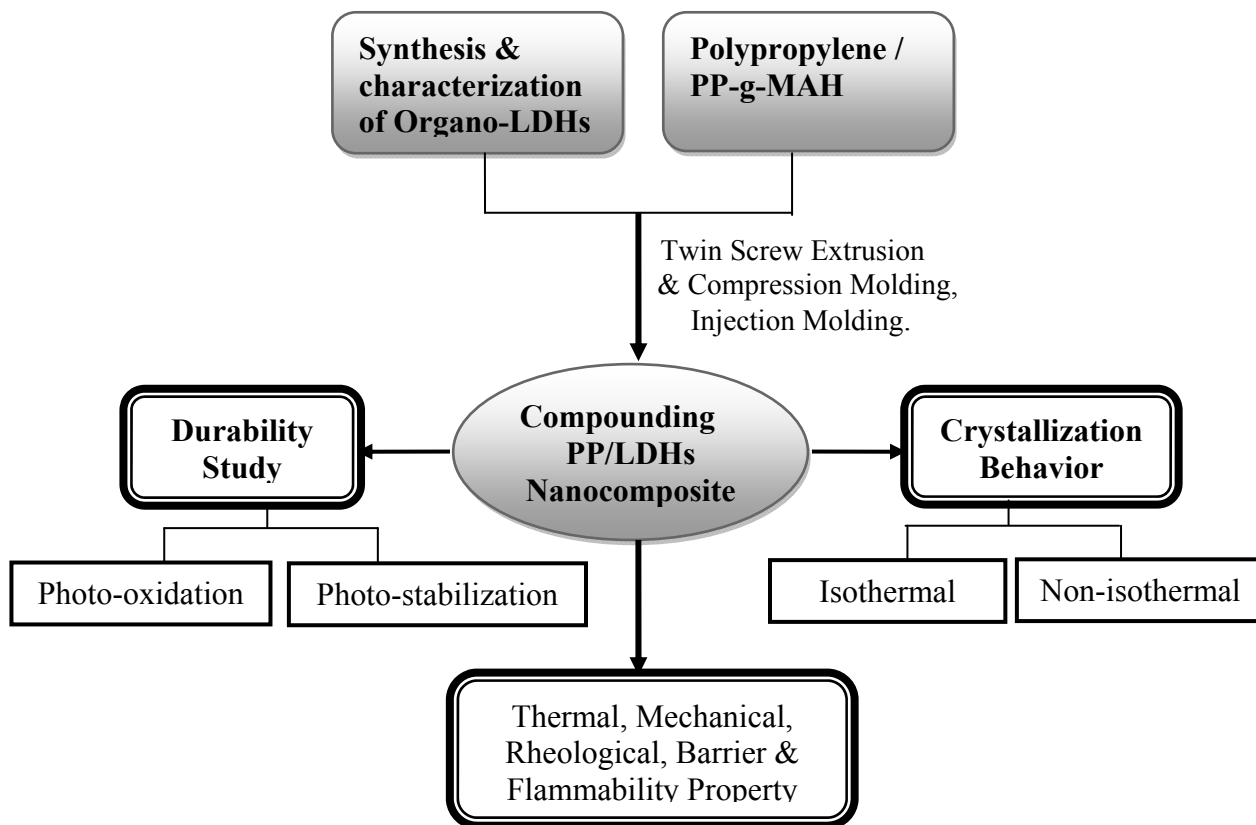 Synthesis &
characterization
of Organo-LDHs
Polypropylene /
PP-g-MAH
Twin Screw Extrusion
& Compression Molding,
Injection Molding.
Durability
Study
Compounding
PP/LDHs
Nanocomposite
Crystallization
Behavior
Photo-oxidation
Photo-stabilization
Isothermal
Non-isothermal
Thermal, Mechanical,
Rheological, Barrier &
Flammability Property